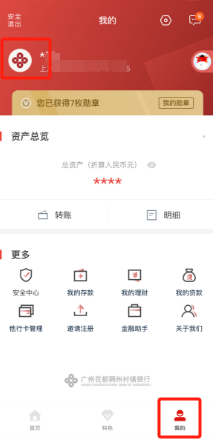 安全
退出
我的
您已获得7枚勋章
我的勋章
资产总览
总资产（折算人民币元）
****
转账
明细
更多
安全中心
我的存款
我的理财
我的贷款
他行卡管理
邀请注册
金融助手
关于我们
广州花都稠州村镇银行
首页
特色
我的